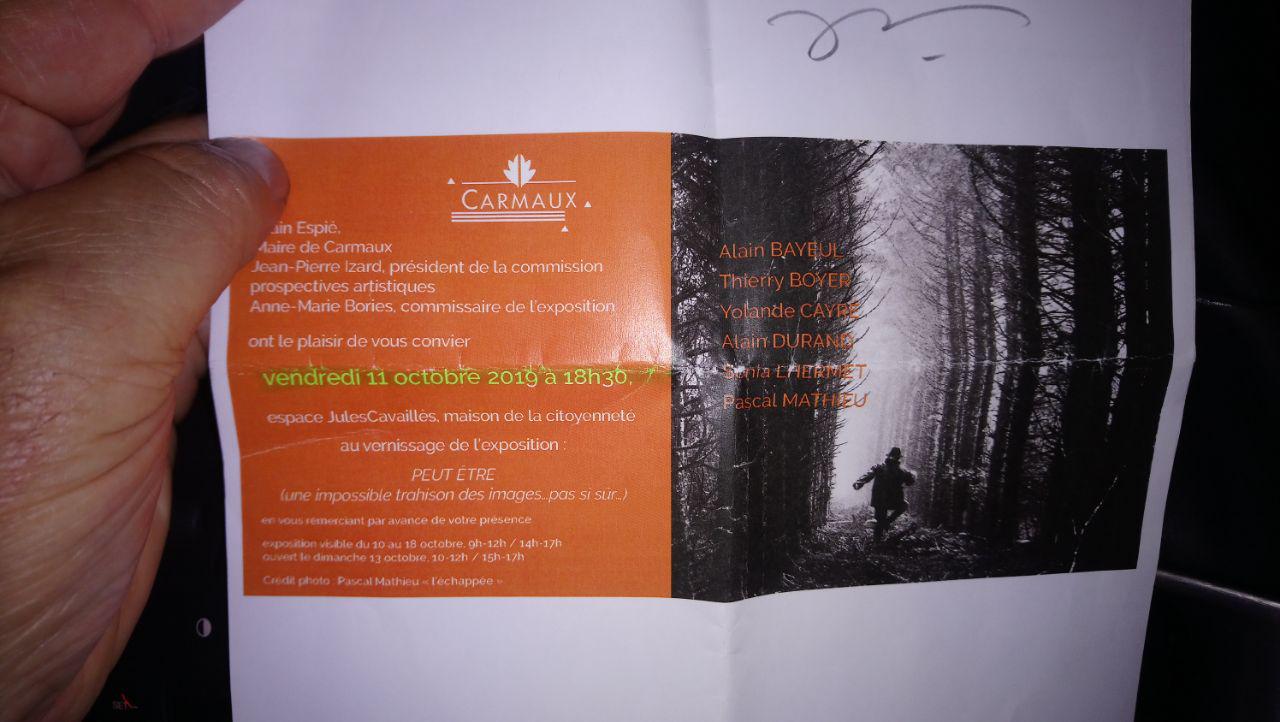 CARMAUX
ain Espié,
Maire de Carmaux
Jean-Pierre Izard, président de la commission
prospectives artistiques
Anne-Marie Bories, commissaire de l'exposition
ont le plaisir de vous convier
vendredi 11 octobre 2019 à 18h30,
espace JulesCavaillès, maison de la citoyenneté
au vernissage de l'exposition :
PEUT ÊTRE
(une impossible trahison des images...pas si sûr...)
en vous remerciant par avance de votre présence
exposition visible du 10 au 18 octobre, 9h-12h / 14h-17h
ouvert le dimanche 13 octobre, 10-12h / 15h-17h
Crédit photo : Pascal Mathieu « l'échappée »
Alain BAYEUL
Thierry BOYER
Yolande CAYRE
Alain DURAND
Sonia LHERMET
Pascal MATHIEU